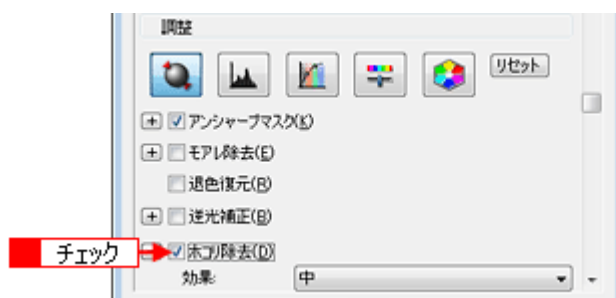 調整
リセット
アンシャープマスク(K)
モアレ除去(E)
退色復元(R)
逆光補正(B)
チェック
ホコリ除去(D)
効果:
中